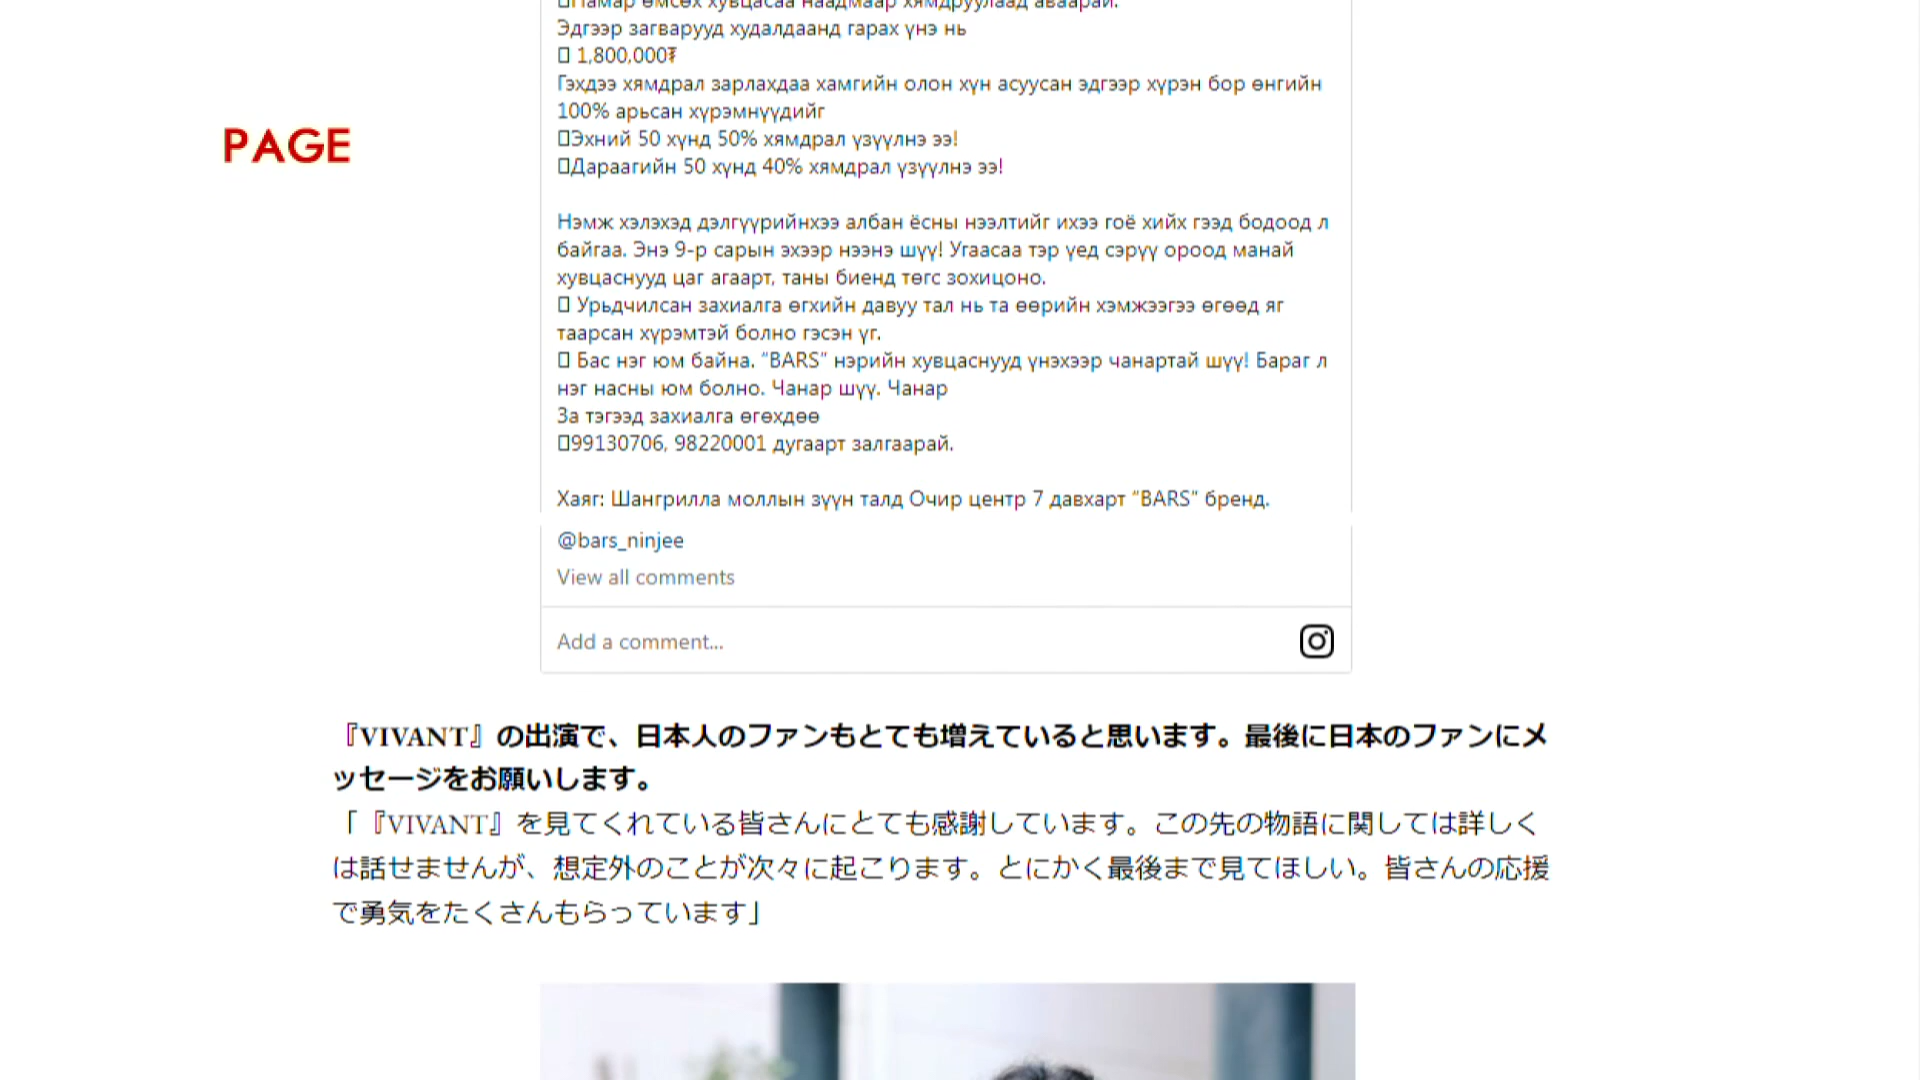 Намар өмсөх хувцасаа наадмаар хямдруулаад аваарай.
Эдгээр загварууд худалдаанд гарах үнэ нь
1,800,000₮
Гэхдээ хямдрал зарлахдаа хамгийн олон хүн асуусан эдгээр хүрэн бор өнгийн
100% арьсан хүрэмнүүдийг
Эхний 50 хүнд 50% хямдрал үзүүлнэ ээ!
PAGE
Дараагийн 50 хүнд 40% хямдрал үзүүлнэ ээ!
Нэмж хэлэхэд дэлгүүрийнхээ албан ёсны нээлтийг ихээ гоё хийх гээд бодоод л
байгаа. Энэ 9-р сарын эхээр нээнэ шүү! Угаасаа тэр үед сэрүү ороод манай
хувцаснууд цаг агаарт, таны биенд төгс зохицоно.
Урьдчилсан захиалга өгхийн давуу тал нь та өөрийн хэмжээгээ өгөөд яг
таарсан хүрэмтэй болно гэсэн үг.
Бас нэг юм байна. “BARS” нэрийн хувцаснууд үнэхээр чанартай шүү! Бараг л
нэг насны юм болно. Чанар шүү. Чанар
За тэгээд захиалга өгөхдөө
99130706, 98220001 дугаарт залгаарай.
Хаяг: Шангрилла моллын зүүн талд Очир центр 7 давхарт “BARS” бренд.
@bars_ninjee
View all comments
Add a comment...
『VIVANT』の出演で、日本人のファンもとても増えていると思います。最後に日本のファンにメ
ッセージをお願いします。
「『VIVANT』を見てくれている皆さんにとても感謝しています。この先の物語に関しては詳しく
は話せませんが、想定外のことが次々に起こります。とにかく最後まで見てほしい。皆さんの応援
で勇気をたくさんもらっています」